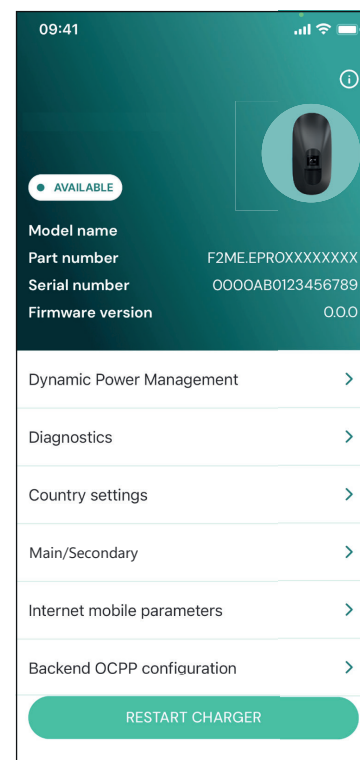 09:41
AVAILABLE
Model name
Part number F2ME.EPROXXXXXXXX
Serial number 0000AB0123456789
Firmware version 0.0.0
Dynamic Power Management
Diagnostics
Country settings
Main/Secondary
Internet mobile parameters
Backend OCPP configuration
RESTART CHARGER